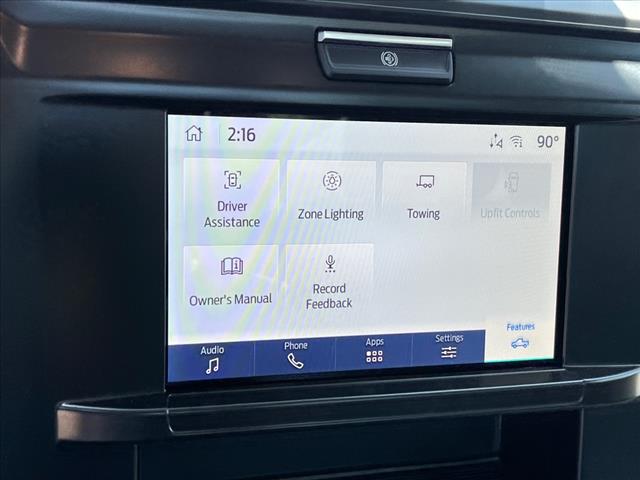 2:16
90°
Driver
Assistance
Zone Lighting
Towing
Upfit Controls
Owner's Manual
Record
Feedback
Audio
Phone
Apps
Settings
Features